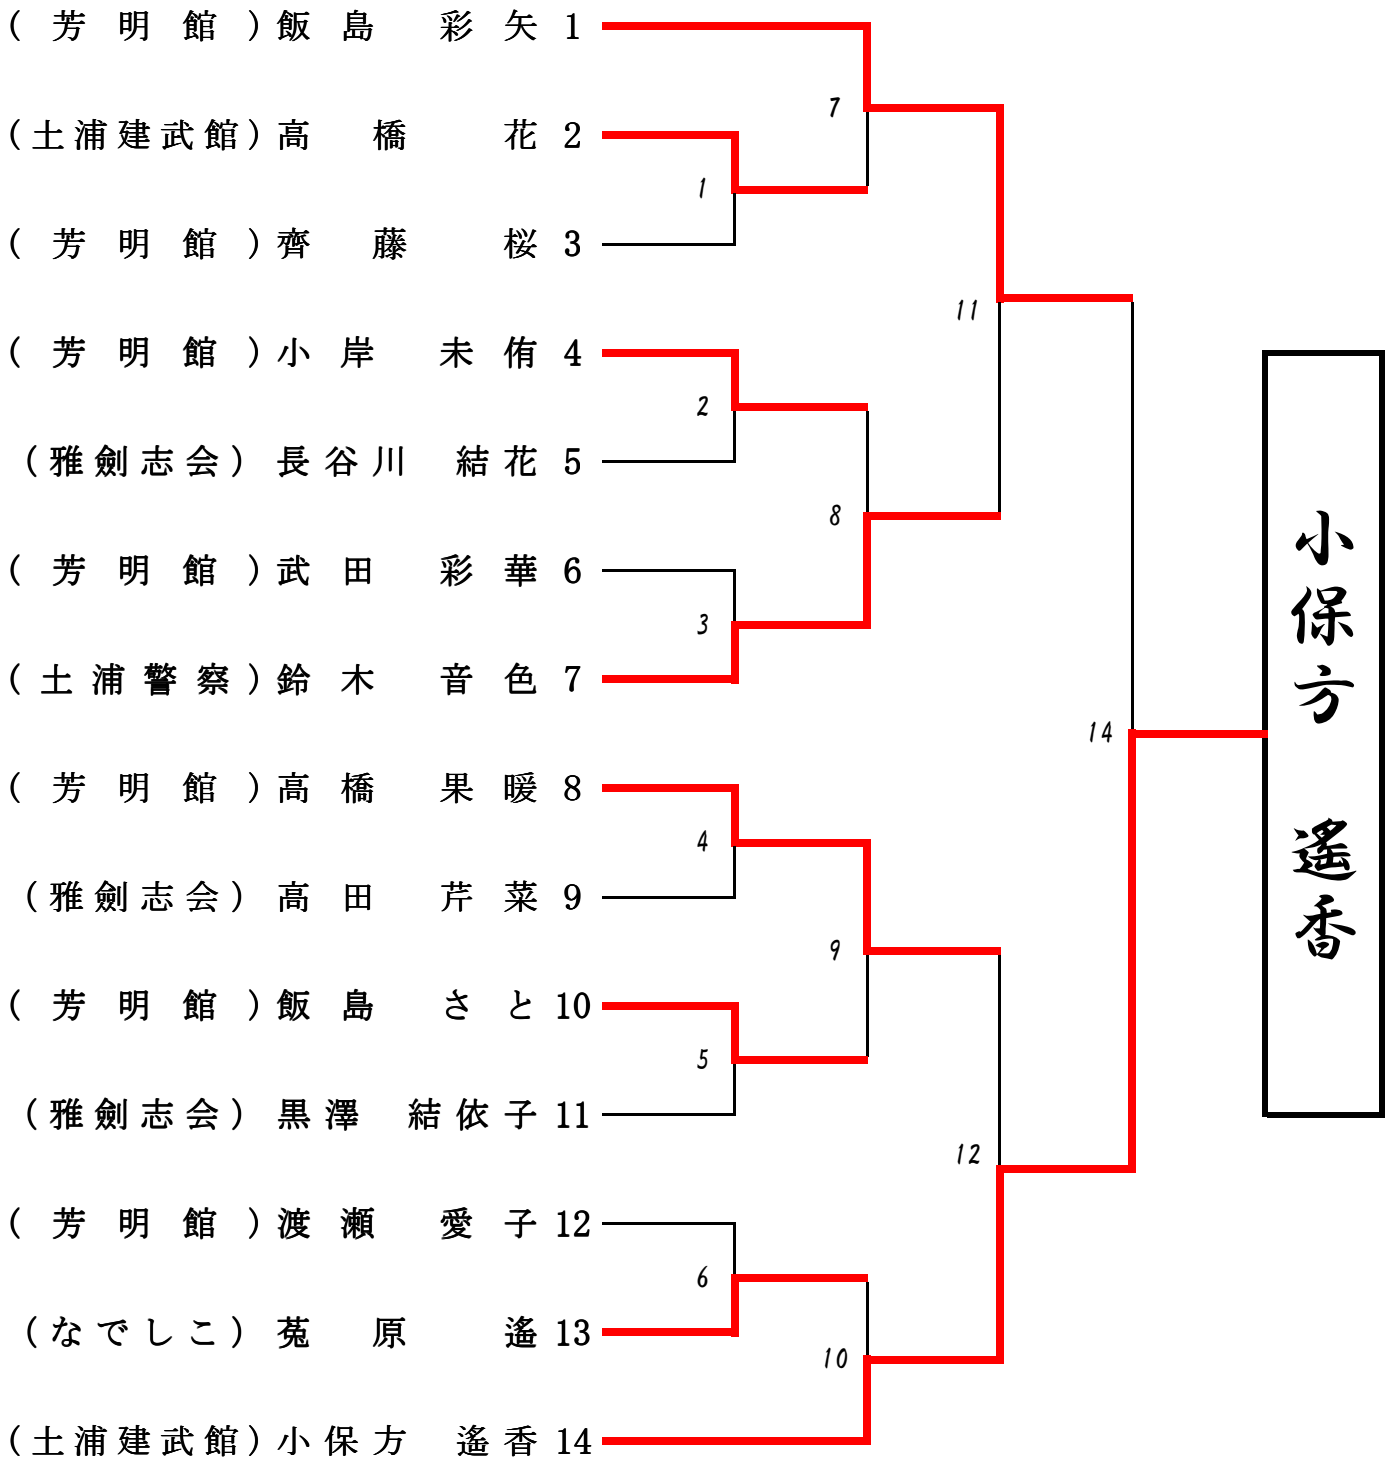 (芳明館)飯島 彩矢 1
7
(土浦建武館)高橋 花 2
1
(芳明館)齊藤 桜 3
11
(芳明館)小岸 未侑 4
2
(雅劍志会)長谷川 結花 5
8
(芳明館)武田 彩華 6
3
(土浦警察)鈴木 音色 7
14
(芳明館)高橋 果暖 8
4
(雅劍志会)高田 芹菜 9
9
(芳明館)飯島 さと 10
5
(雅劍志会)黒澤 結依子 11
12
(芳明館)渡瀬 愛子 12
6
(なでしこ)菟原 遙 13
10
(土浦建武館)小保方 遙香 14
小保方 遙香